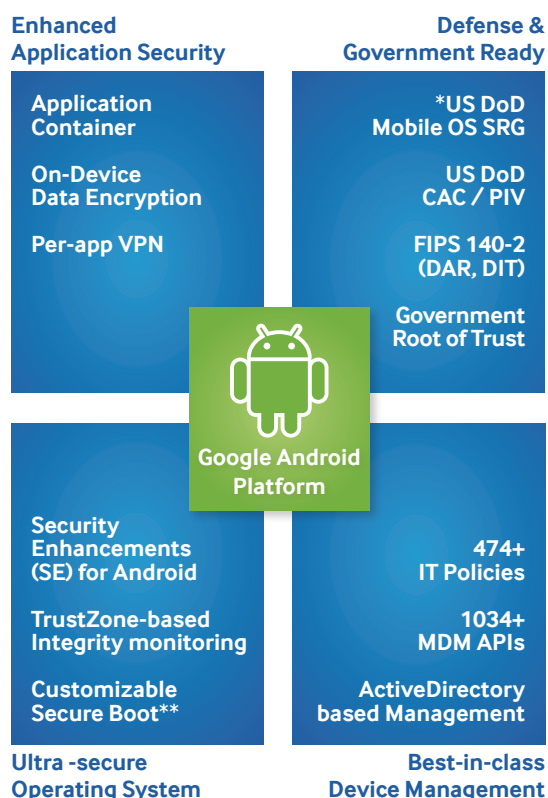 Enhanced
Application Security
Defense &
Government Ready
Application
Container
On-Device
Data Encryption
Per-app VPN
*US DoD
Mobile OS SRG
US DoD
CAC / PIV
FIPS 140-2
(DAR, DIT)
Government
Root of Trust
Google Android
Platform
Security
Enhancements
(SE) for Android
TrustZone-based
Integrity monitoring
Customizable
Secure Boot**
474+
IT Policies
1034+
MDM APIs
ActiveDirectory
based Management
Ultra -secure
Operating System
Best-in-class
Device Management